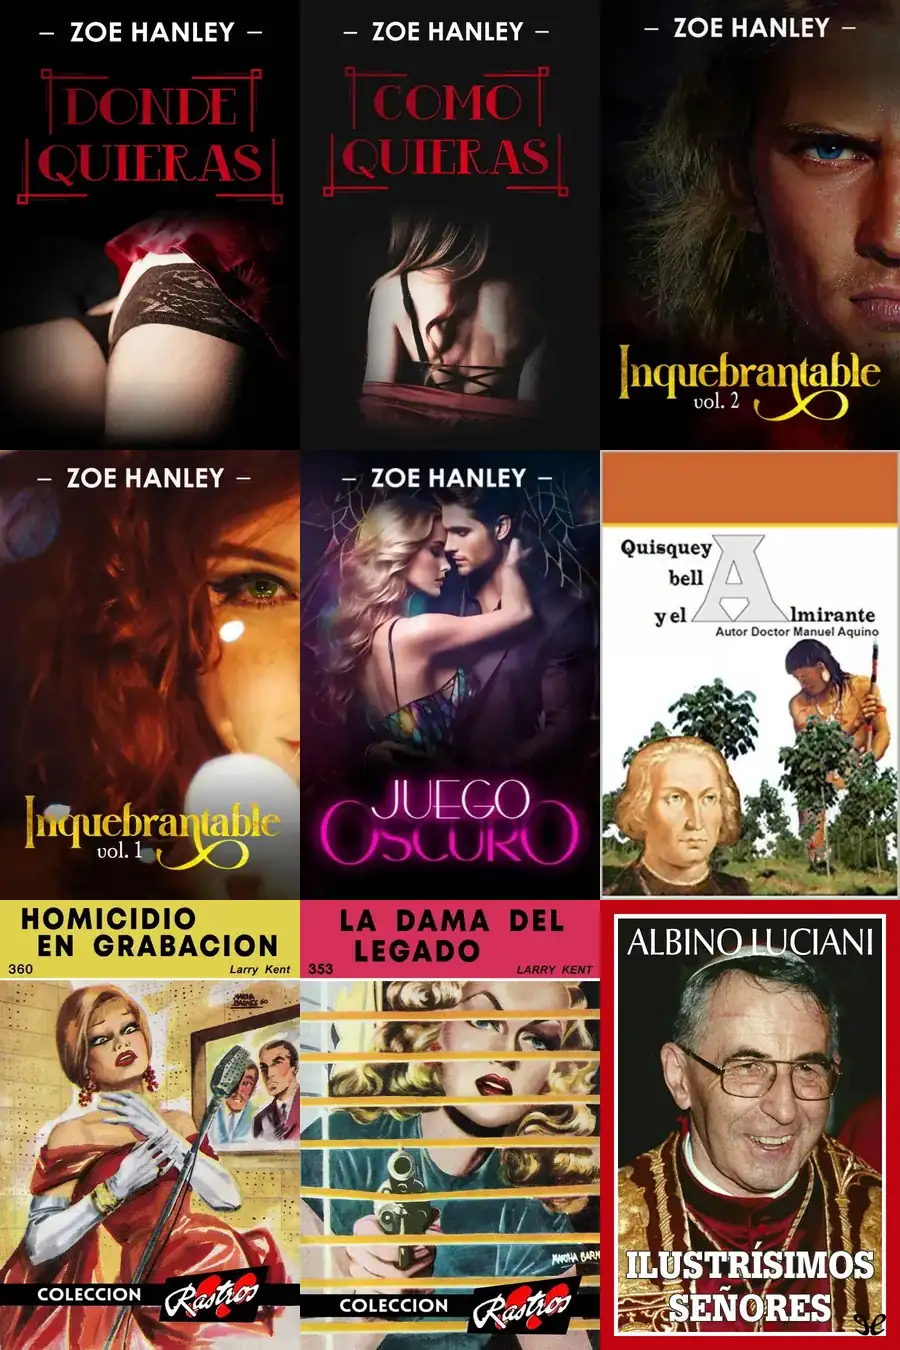 – ZOE HANLEY –
DONDE
QUIERAS
– ZOE HANLEY –
COMO
QUIERAS
– ZOE HANLEY –
Inquebrantable
vol. 2
– ZOE HANLEY –
Inquebrantable
vol. 1
– ZOE HANLEY –
JUEGO
OSCURO
Quisquey
bell
y el Almirante
Autor Doctor Manuel Aquino
HOMICIDIO
EN GRABACION
360
Larry Kent
COLECCION
Rastros
LA DAMA DEL
LEGADO
353
LARRY KENT
COLECCION
Rastros
ALBINO LUCIANI
ILUSTRÍSIMOS
SEÑORES